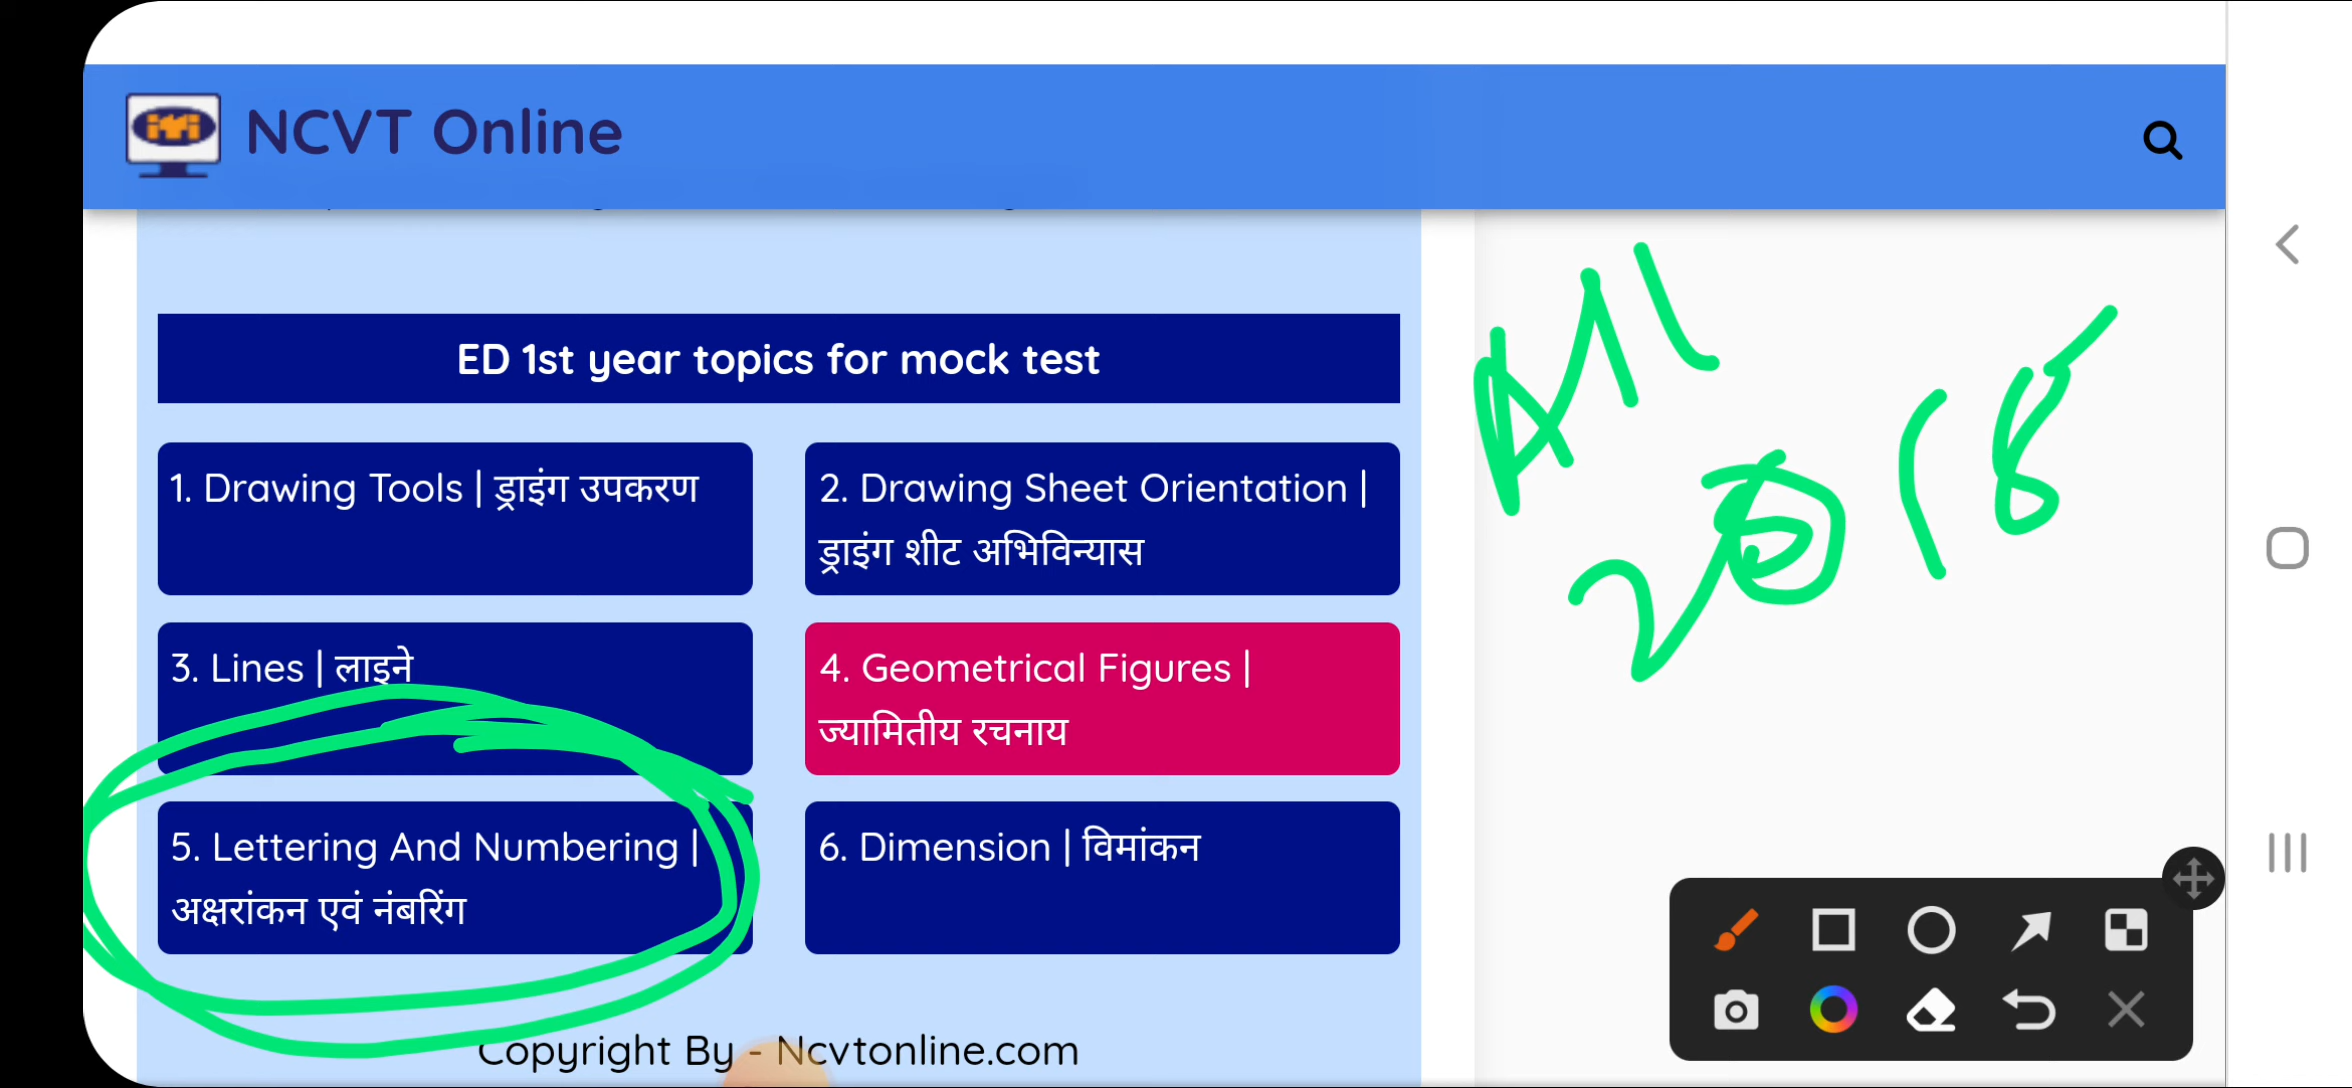 NCVT Online
ED 1st year topics for mock test
1. Drawing Tools | ड्राइंग उपकरण
2. Drawing Sheet Orientation |
ड्राइंग शीट अभिविन्यास
3. Lines | लाइने
4. Geometrical Figures |
ज्यामितीय रचनाय
5. Lettering And Numbering |
अक्षरांकन एवं नंबरिंग
6. Dimension | विमांकन
Copyright By - Ncvtonline.com